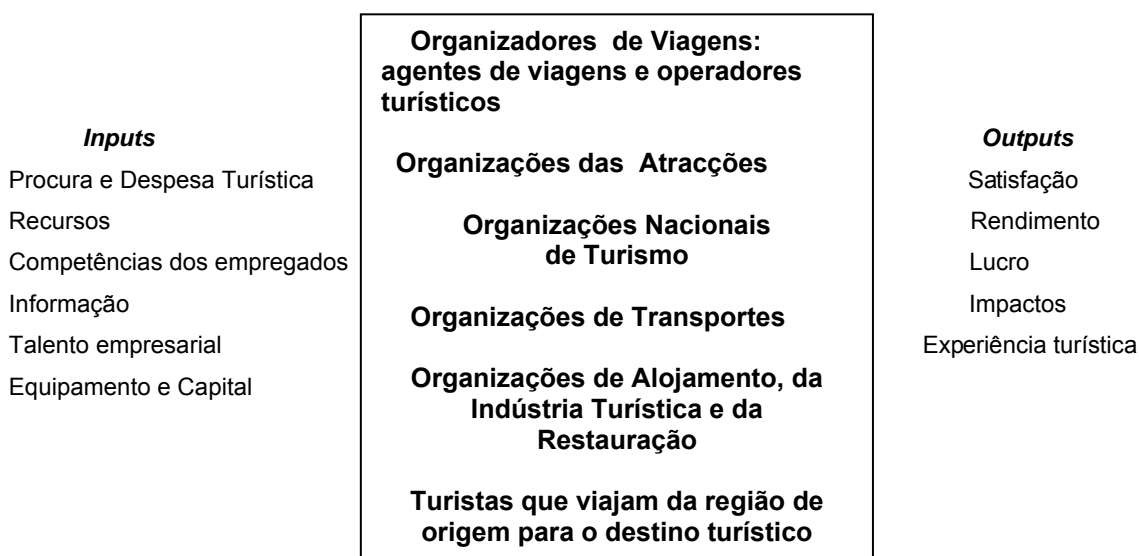 Inputs
Procura e Despesa Turística
Recursos
Competências dos empregados
Informação
Talento empresarial
Equipamento e Capital
Organizadores de Viagens:
agentes de viagens e operadores
turísticos
Organizações das Atracções
Organizações Nacionais
de Turismo
Organizações de Transportes
Organizações de Alojamento, da
Indústria Turística e da
Restauração
Turistas que viajam da região de
origem para o destino turístico
Outputs
Satisfação
Rendimento
Lucro
Impactos
Experiência turística